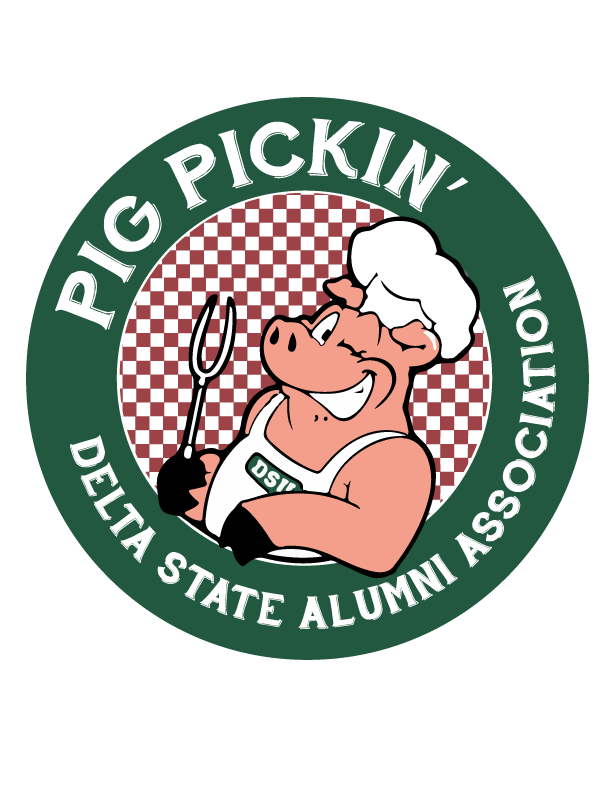 PIG PICKIN'
DSU
DELTA STATE ALUMNI ASSOCIATION